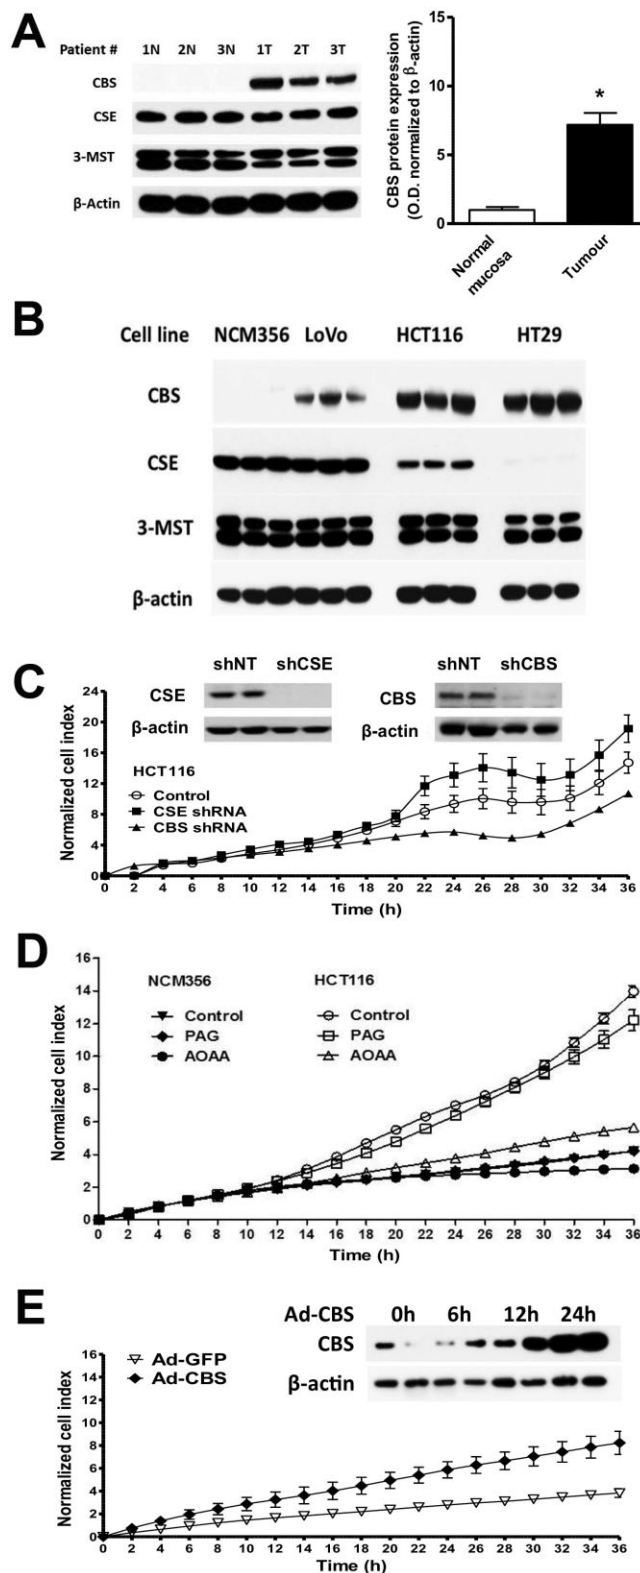 A
Patient # 1N 2N 3N 1T 2T 3T
CBS
CSE
3-MST
β-Actin
CBS protein expression
(O.D. normalized to β-actin)
15
10
5
0
*
Normal
mucosa
Tumour
B
Cell line NCM356 LoVo HCT116 HT29
CBS
CSE
3-MST
β-actin
C
shNT shCSE
CSE
β-actin
shNT shCBS
CBS
β-actin
Normalized cell index
24
20
16
12
8
4
0
HCT116
Control
CSE shRNA
CBS shRNA
0 2 4 6 8 10 12 14 16 18 20 22 24 26 28 30 32 34 36
Time (h)
D
Normalized cell index
16
14
12
10
8
6
4
2
0
NCM356
Control
PAG
AOAA
HCT116
Control
PAG
AOAA
0 2 4 6 8 10 12 14 16 18 20 22 24 26 28 30 32 34 36
Time (h)
E
Ad-CBS 0h 6h 12h 24h
CBS
β-actin
Ad-GFP
Ad-CBS
Normalized cell index
16
14
12
10
8
6
4
2
0
0 2 4 6 8 10 12 14 16 18 20 22 24 26 28 30 32 34 36
Time (h)